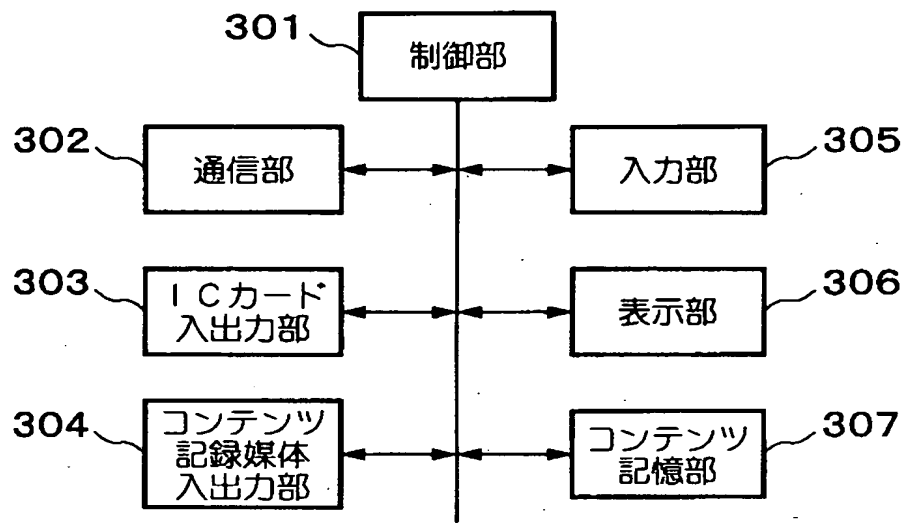 301
制御部
302
通信部
305
入力部
303
ICカード
入出力部
306
表示部
304
コンテンツ
記録媒体
入出力部
307
コンテンツ
記憶部